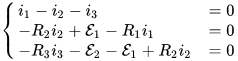 i₁ - i₂ - i₃ = 0
-R₂i₂ + ℰ₁ - R₁i₁ = 0
-R₃i₃ - ℰ₂ - ℰ₁ + R₂i₂ = 0